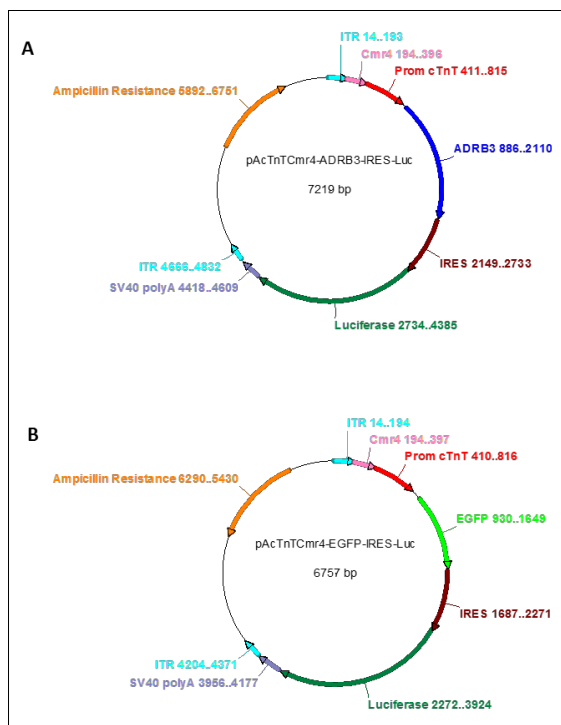 A
ITR 14..193
Cmr4 194..396
Prom cTnT 411..815
Ampicillin Resistance 5892..6751
ADRB3 886..2110
pAcTnTCmr4-ADRB3-IRES-Luc
7219 bp
IRES 2149..2733
ITR 4666..4832
SV40 polyA 4418..4609
Luciferase 2734..4385
B
ITR 14..194
Cmr4 194..397
Prom cTnT 410..816
Ampicillin Resistance 6290..5430
EGFP 930..1649
pAcTnTCmr4-EGFP-IRES-Luc
6757 bp
IRES 1687..2271
ITR 4204..4371
SV40 polyA 3956..4177
Luciferase 2272..3924